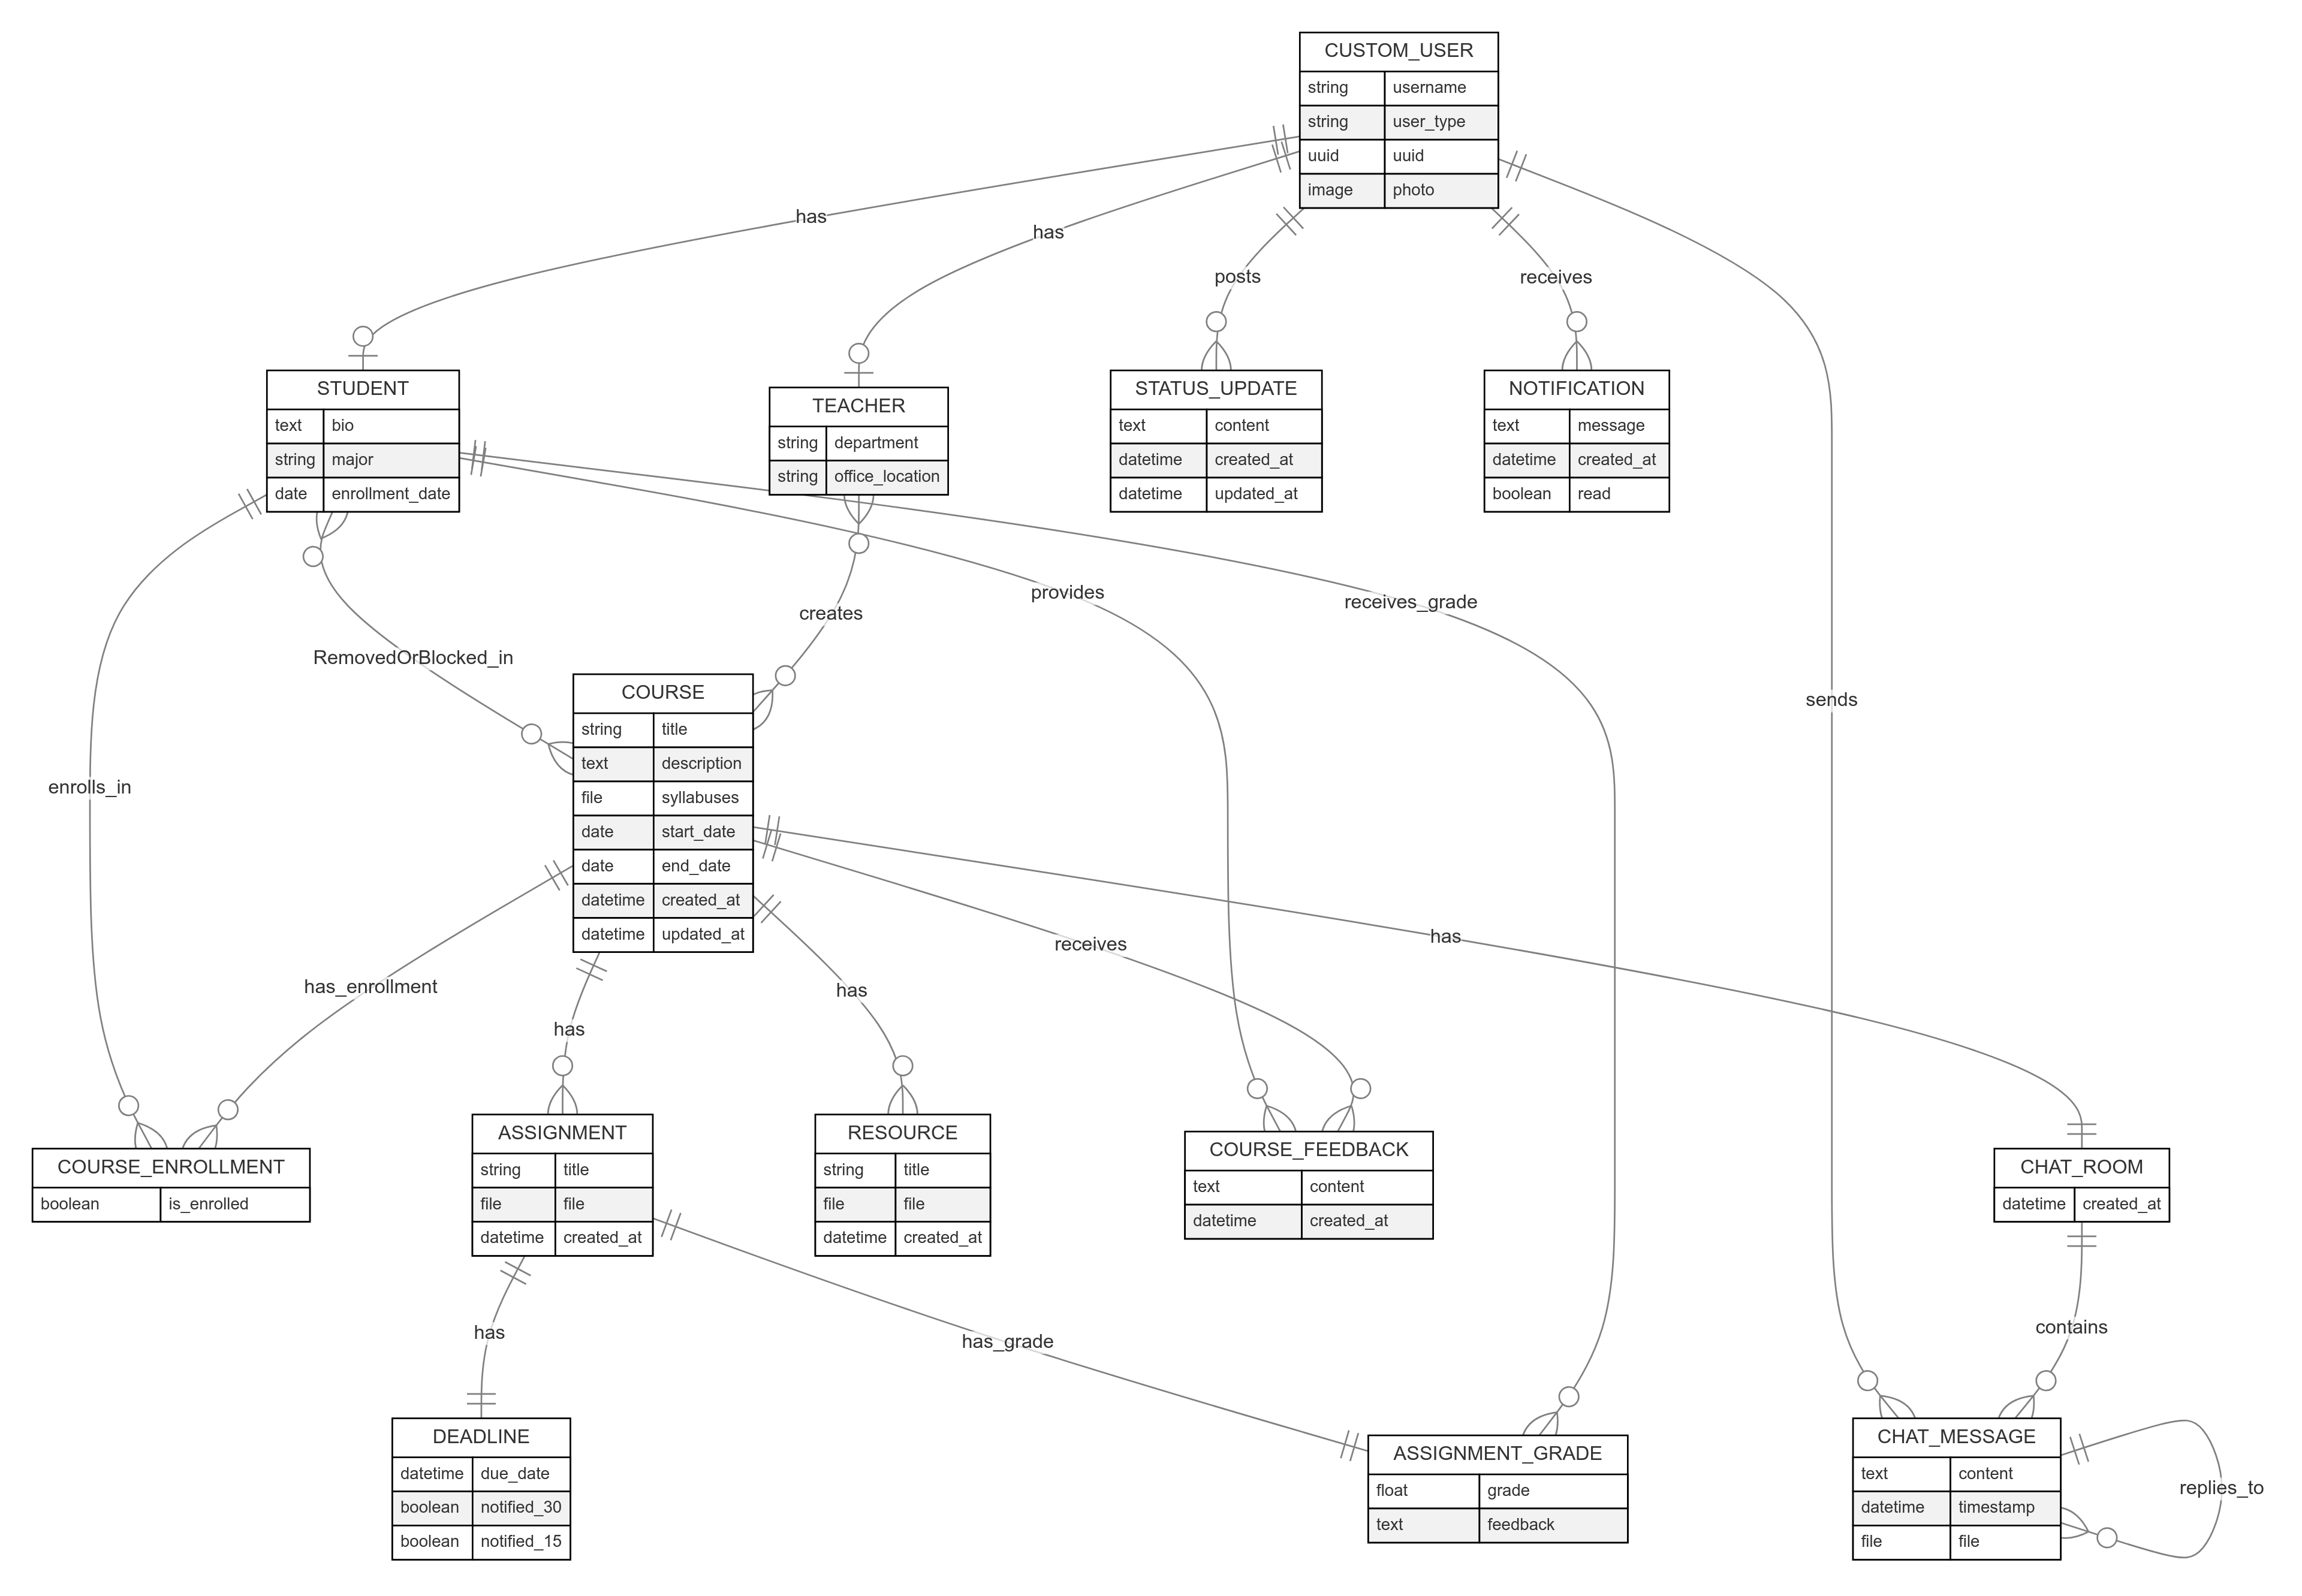 CUSTOM_USER
string username
string user_type
uuid uuid
image photo
has
has
posts
receives
STUDENT
text bio
string major
date enrollment_date
TEACHER
string department
string office_location
STATUS_UPDATE
text content
datetime created_at
datetime updated_at
NOTIFICATION
text message
datetime created_at
boolean read
provides
receives_grade
creates
RemovedOrBlocked_in
sends
enrolls_in
COURSE
string title
text description
file syllabuses
date start_date
date end_date
datetime created_at
datetime updated_at
has
receives
has_enrollment
has
has
COURSE_ENROLLMENT
boolean is_enrolled
ASSIGNMENT
string title
file file
datetime created_at
RESOURCE
string title
file file
datetime created_at
COURSE_FEEDBACK
text content
datetime created_at
CHAT_ROOM
datetime created_at
has
has_grade
contains
DEADLINE
datetime due_date
boolean notified_30
boolean notified_15
ASSIGNMENT_GRADE
float grade
text feedback
CHAT_MESSAGE
text content
datetime timestamp
file file
replies_to